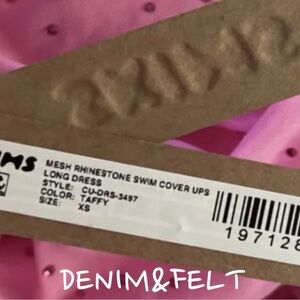 SKIMS
MS
MESH RHINESTONE SWIM COVER UPS
LONG DRESS
STYLE: CU-DRS-3497
COLOR: TAFFY
SIZE: XS
197128
DENIM&FELT